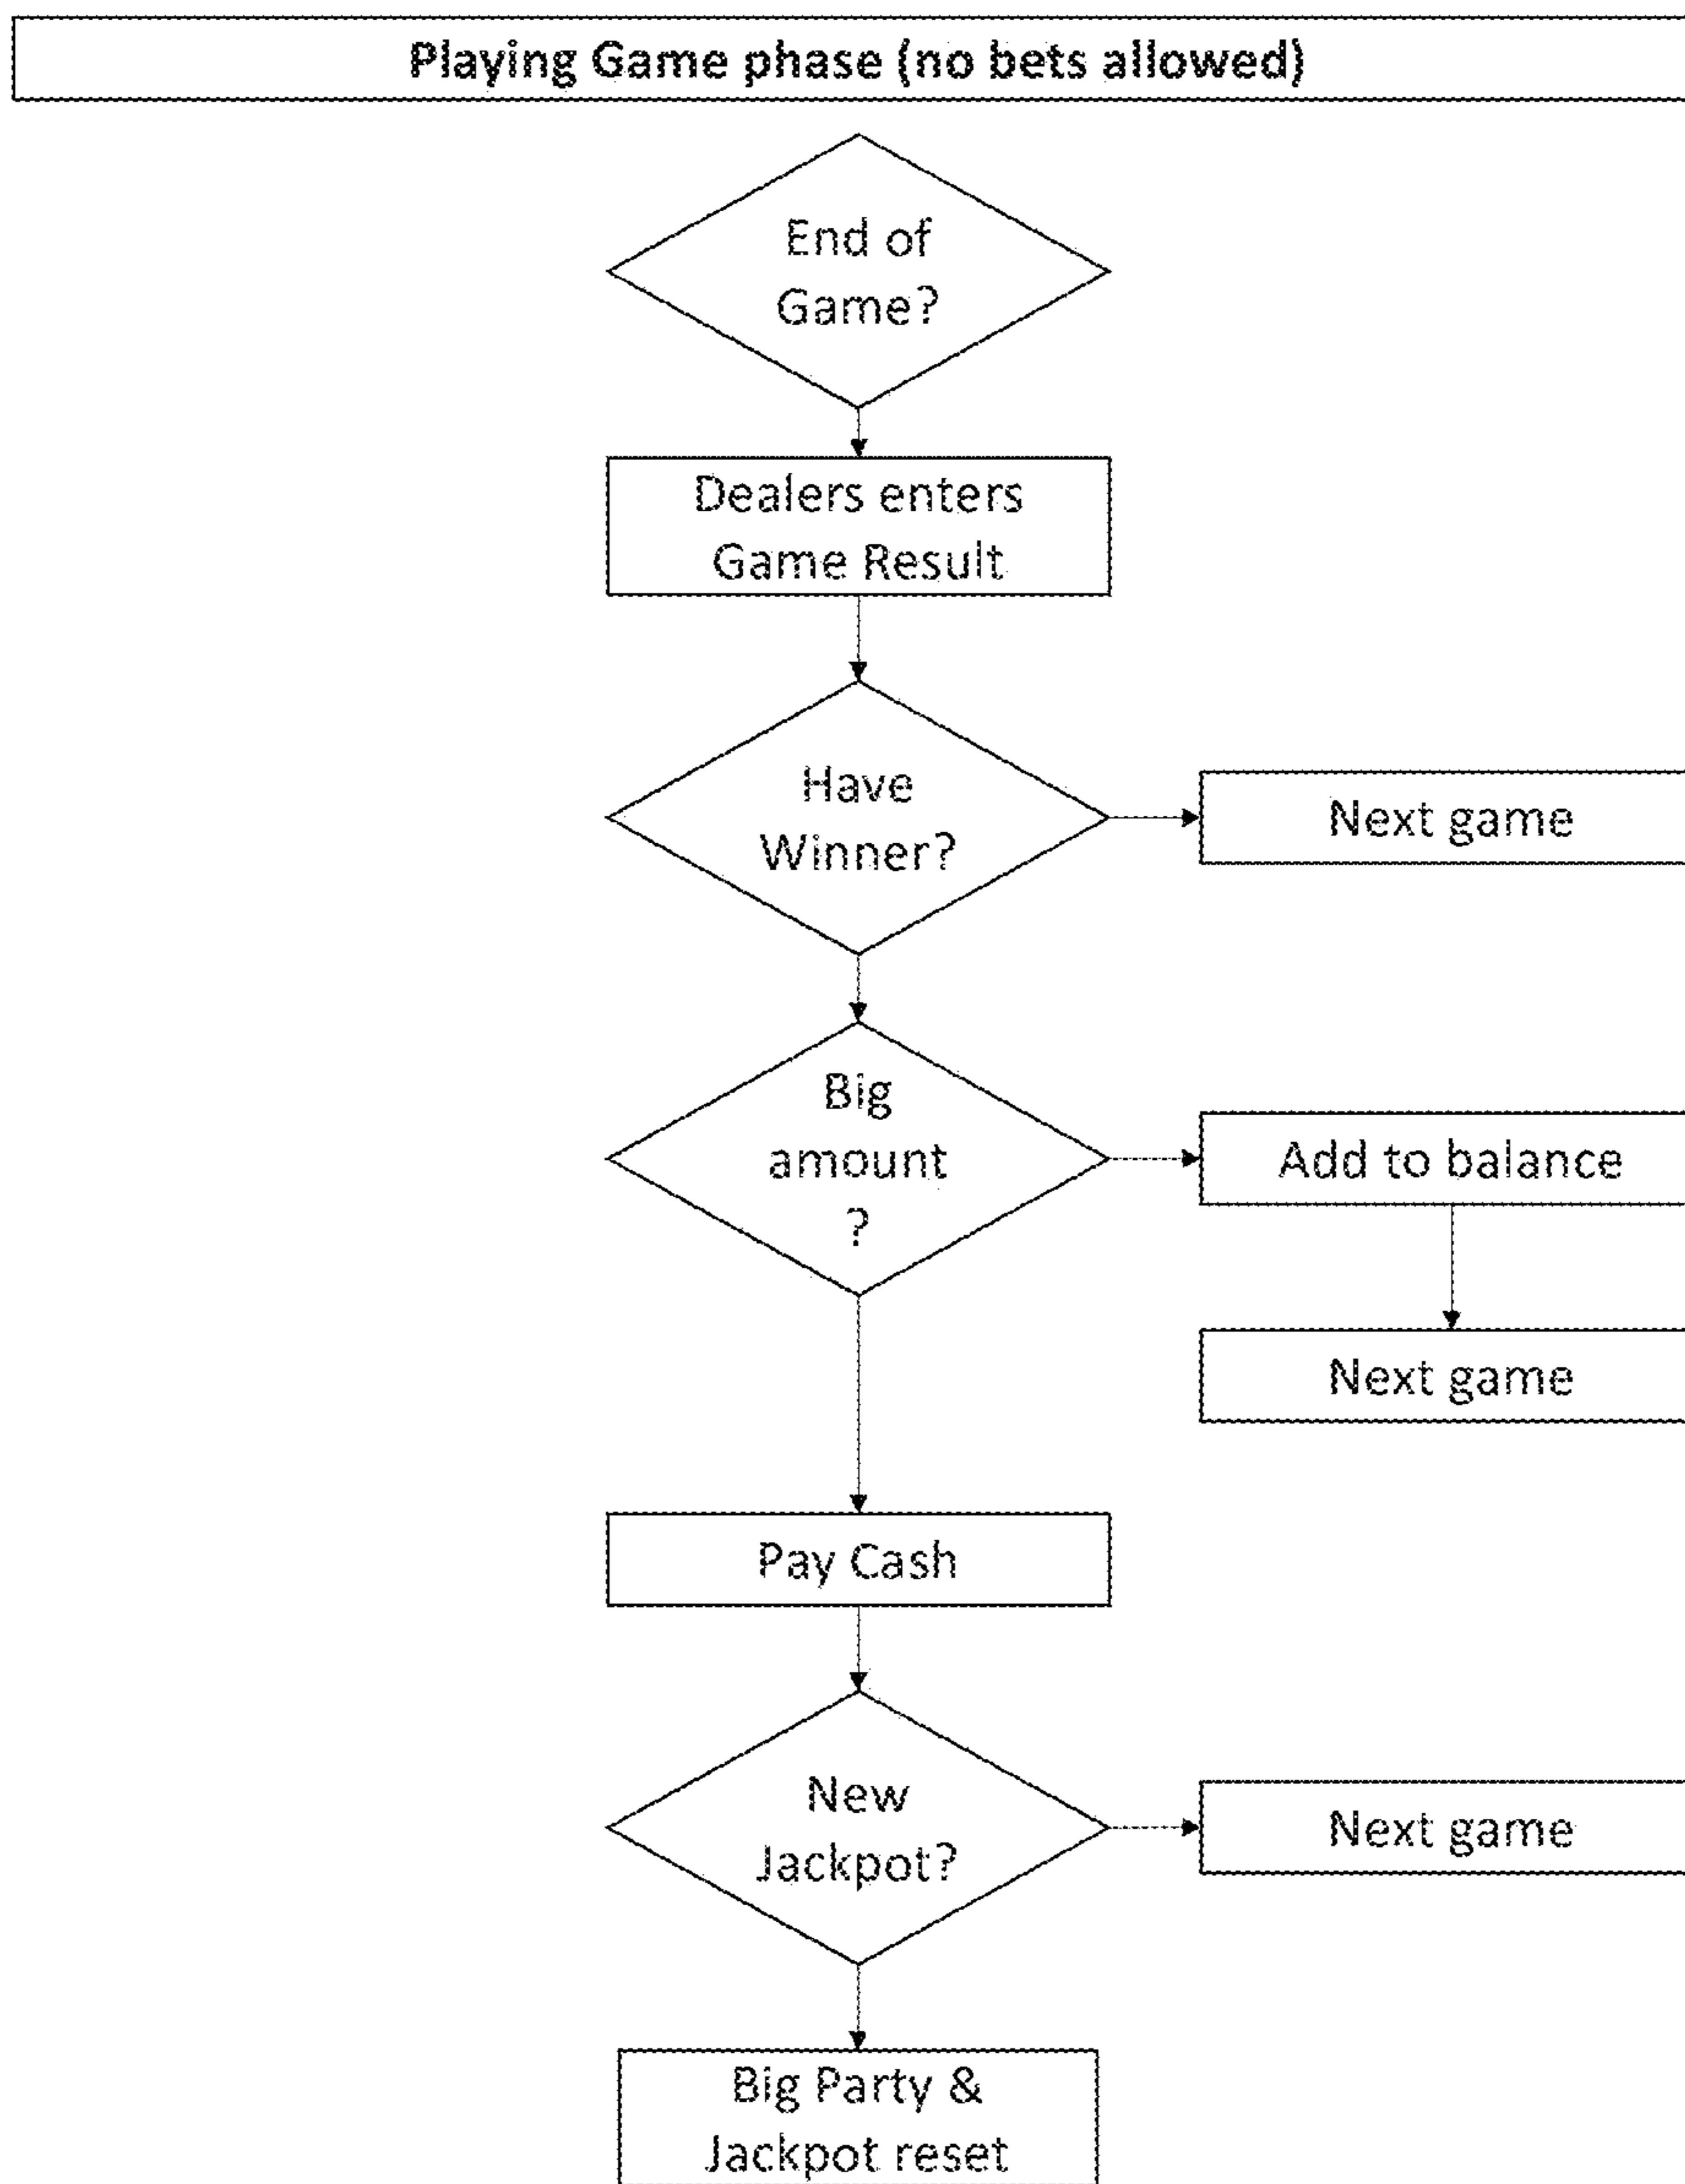 Playing Game phase (no bets allowed)
End of
Game?
Dealers enters
Game Result
Have
Winner?
Next game
Big
amount
?
Add to balance
Next game
Pay Cash
New
Jackpot?
Next game
Big Party &
Jackpot reset